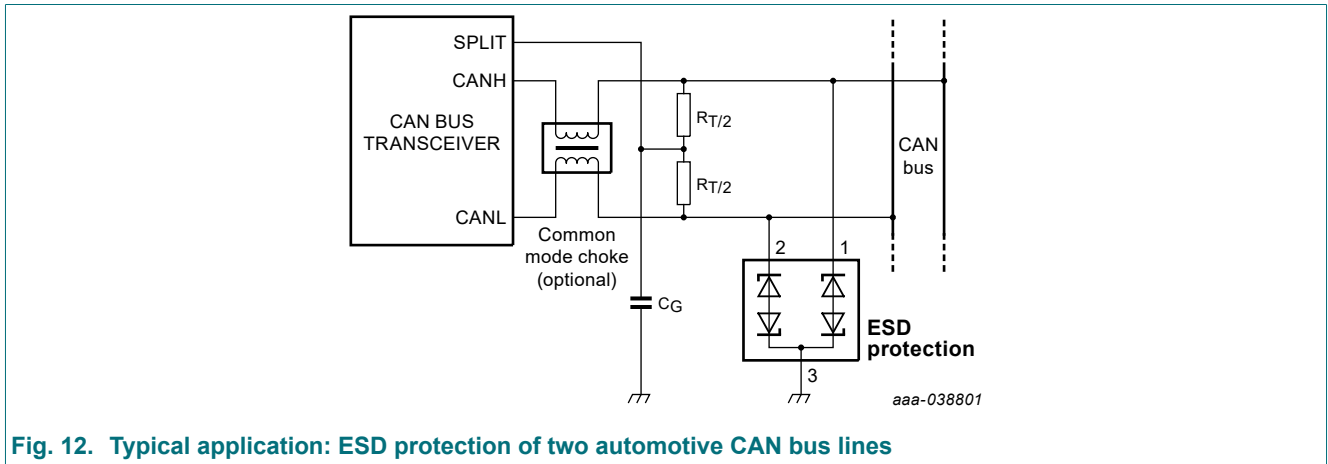 SPLIT
CANH
CAN BUS
TRANSCEIVER
CANL
RT/2
RT/2
CAN
bus
Common
mode choke
(optional)
CG
2
1
ESD
protection
3
aaa-038801
Fig. 12. Typical application: ESD protection of two automotive CAN bus lines